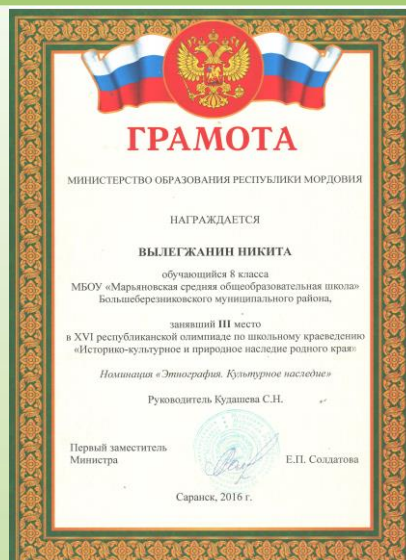 ГРАМОТА
МИНИСТЕРСТВО ОБРАЗОВАНИЯ РЕСПУБЛИКИ МОРДОВИЯ
НАГРАЖДАЕТСЯ
ВЫЛЕГЖАНИН НИКИТА
обучающийся 8 класса
МБОУ «Марьяновская средняя общеобразовательная школа»
Большеберезниковского муниципального района,
занявший III место
в XVI республиканской олимпиаде по школьному краеведению
«Историко-культурное и природное наследие родного края»
Номинация «Этнография. Культурное наследие»
Руководитель Кудашева С.Н.
Первый заместитель
Министра Е.П. Солдатова
Саранск, 2016 г.